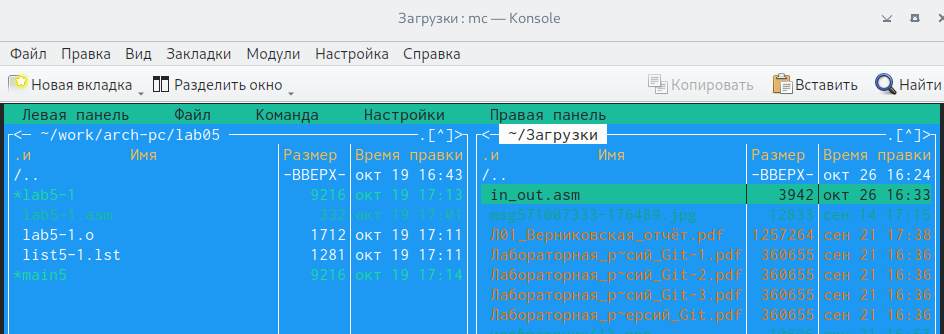 Загрузки : mc — Konsole
Файл Правка Вид Закладки Модули Настройка Справка
Новая вкладка Разделить окно Копировать Вставить Найти
Левая панель Файл Команда Настройки Правая панель
<— ~/work/arch-pc/lab05 .[^]> <— ~/Загрузки .[^]>
.и Имя Размер Время правки .и Имя Размер Время правки
/.. -ВВЕРХ- окт 19 16:43 /.. -ВВЕРХ- окт 26 16:24
*lab5-1 9216 окт 19 17:13 in_out.asm 3942 окт 26 16:33
lab5-1.asm 332 окт 19 17:01 msg571007333-176489.jpg 12833 сен 14 17:15
lab5-1.o 1712 окт 19 17:11 Л01_Верниковская_отчёт.pdf 1257264 сен 21 17:38
list5-1.lst 1281 окт 19 17:11 Лабораторная_р~сий_Git-1.pdf 360655 сен 21 16:36
*main5 9216 окт 19 17:14 Лабораторная_р~сий_Git-2.pdf 360655 сен 21 16:36
Лабораторная_р~сий_Git-3.pdf 360655 сен 21 16:36
Лабораторная_р~ерсий_Git.pdf 360655 сен 21 16:36